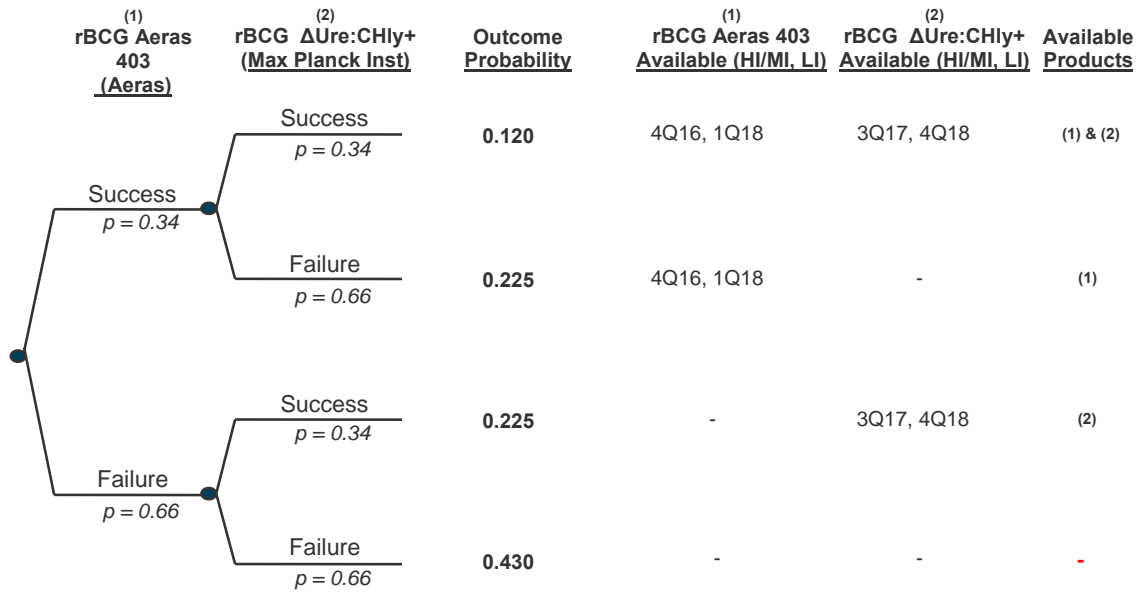 (1)
rBCG Aeras
403
(Aeras)
(2)
rBCG ΔUre:CHly+
(Max Planck Inst)
Outcome
Probability
(1)
rBCG Aeras 403
Available (HI/MI, LI)
(2)
rBCG ΔUre:CHly+
Available (HI/MI, LI)
Available
Products
Success
p = 0.34
0.120
4Q16, 1Q18
3Q17, 4Q18
(1) & (2)
Success
p = 0.34
Failure
p = 0.66
0.225
4Q16, 1Q18
-
(1)
Success
p = 0.34
0.225
-
3Q17, 4Q18
(2)
Failure
p = 0.66
Failure
p = 0.66
0.430
-
-
-